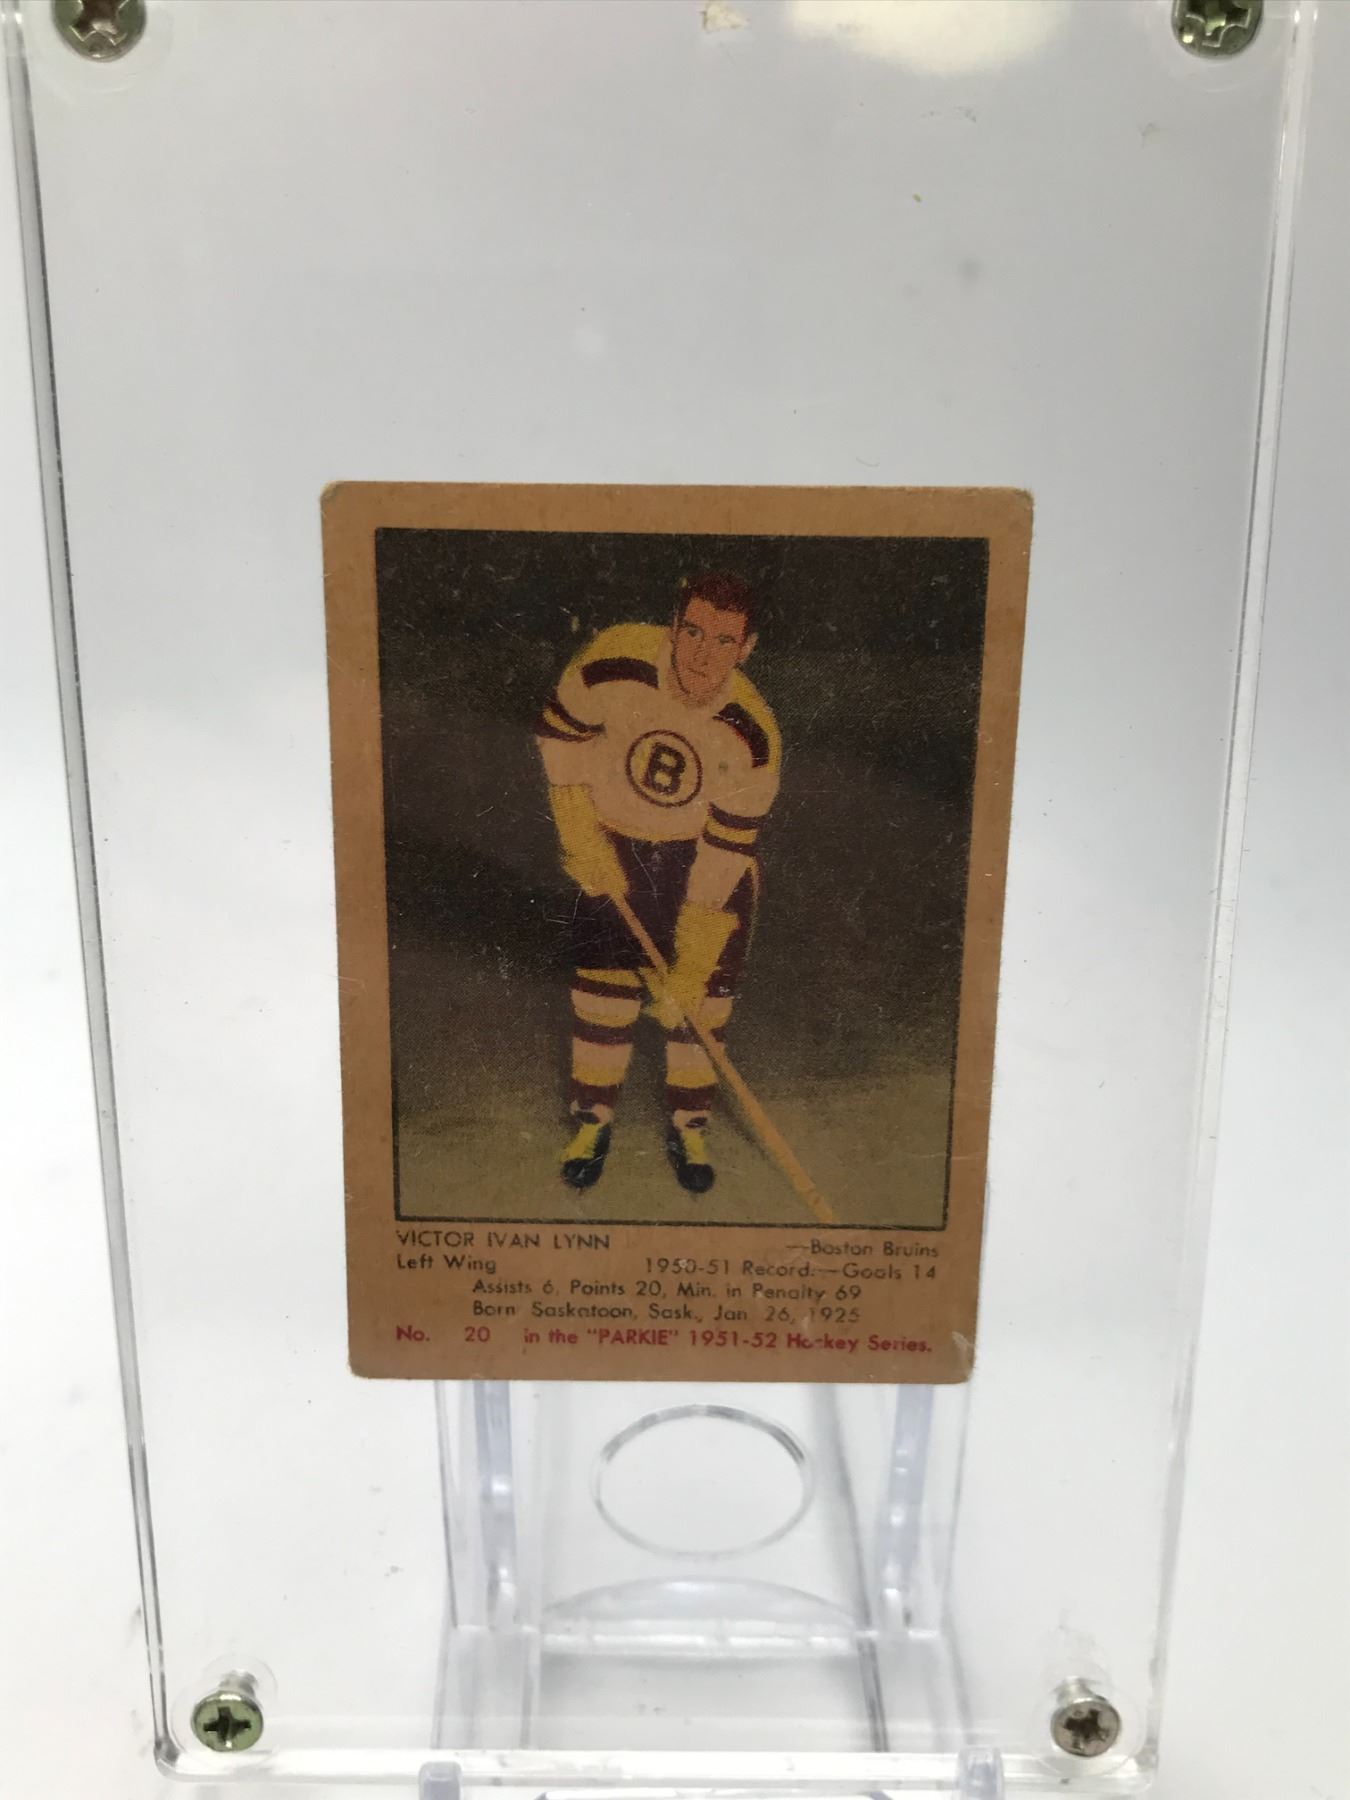 B
VICTOR IVAN LYNN —Boston Bruins
Left Wing 1950-51 Record:—Goals 14
Assists 6, Points 20, Min. in Penalty 69
Born Saskatoon, Sask., Jan 26, 1925
No. 20 in the "PARKIE" 1951-52 Hockey Series.